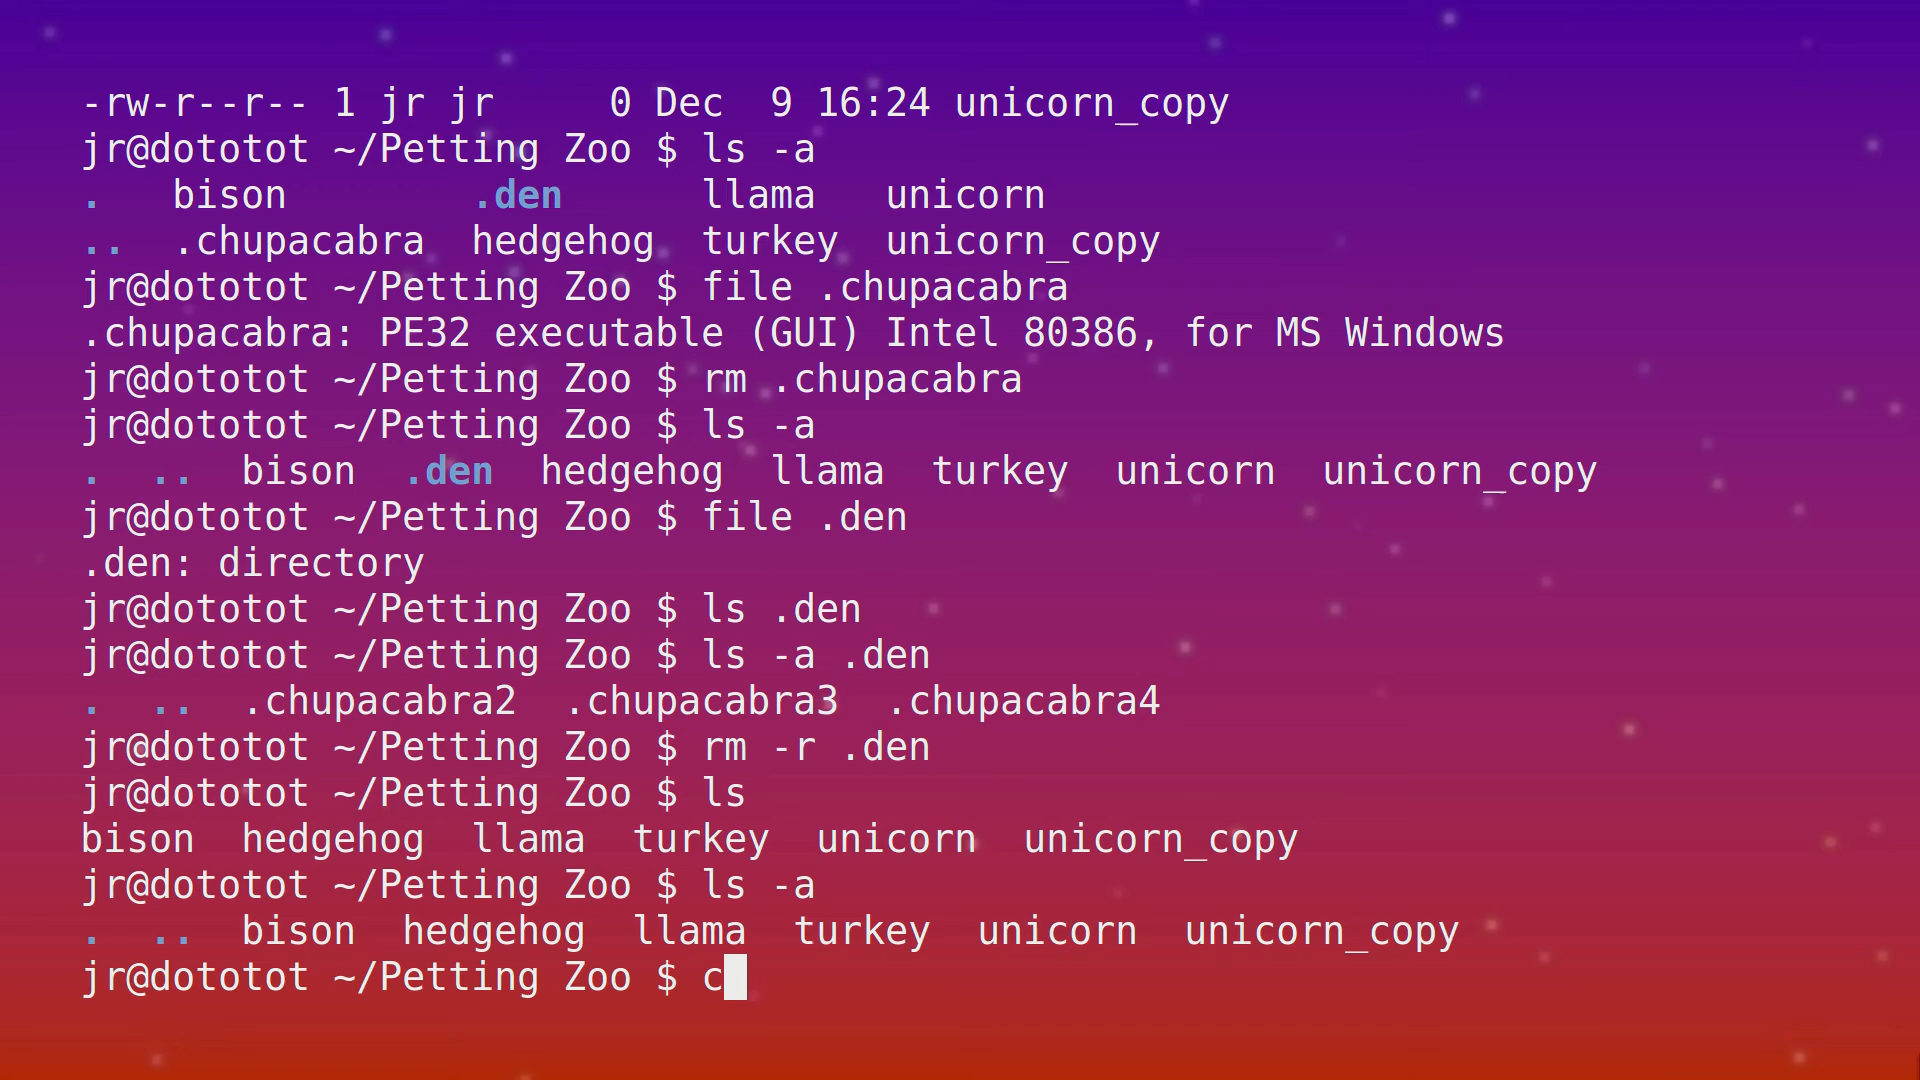 -rw-r--r-- 1 jr jr     0 Dec  9 16:24 unicorn_copy
jr@dototot ~/Petting Zoo $ ls -a
.   bison        .den      llama   unicorn
..  .chupacabra  hedgehog  turkey  unicorn_copy
jr@dototot ~/Petting Zoo $ file .chupacabra
.chupacabra: PE32 executable (GUI) Intel 80386, for MS Windows
jr@dototot ~/Petting Zoo $ rm .chupacabra
jr@dototot ~/Petting Zoo $ ls -a
.  ..  bison  .den  hedgehog  llama  turkey  unicorn  unicorn_copy
jr@dototot ~/Petting Zoo $ file .den
.den: directory
jr@dototot ~/Petting Zoo $ ls .den
jr@dototot ~/Petting Zoo $ ls -a .den
.  ..  .chupacabra2  .chupacabra3  .chupacabra4
jr@dototot ~/Petting Zoo $ rm -r .den
jr@dototot ~/Petting Zoo $ ls
bison  hedgehog  llama  turkey  unicorn  unicorn_copy
jr@dototot ~/Petting Zoo $ ls -a
.  ..  bison  hedgehog  llama  turkey  unicorn  unicorn_copy
jr@dototot ~/Petting Zoo $ c